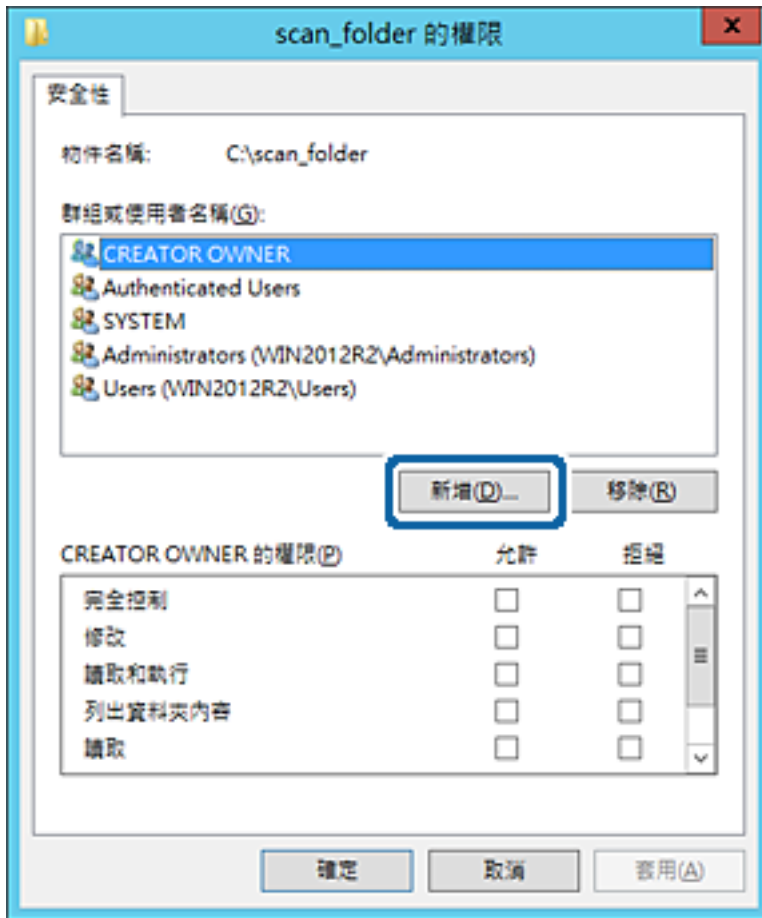 scan_folder 的權限
x
安全性
物件名稱: C:\scan_folder
群組或使用者名稱(G):
CREATOR OWNER
Authenticated Users
SYSTEM
Administrators (WIN2012R2\Administrators)
Users (WIN2012R2\Users)
新增(D)... 移除(R)
CREATOR OWNER 的權限(P) 允許 拒絕
完全控制
修改
讀取和執行
列出資料夾內容
讀取
確定 取消 套用(A)